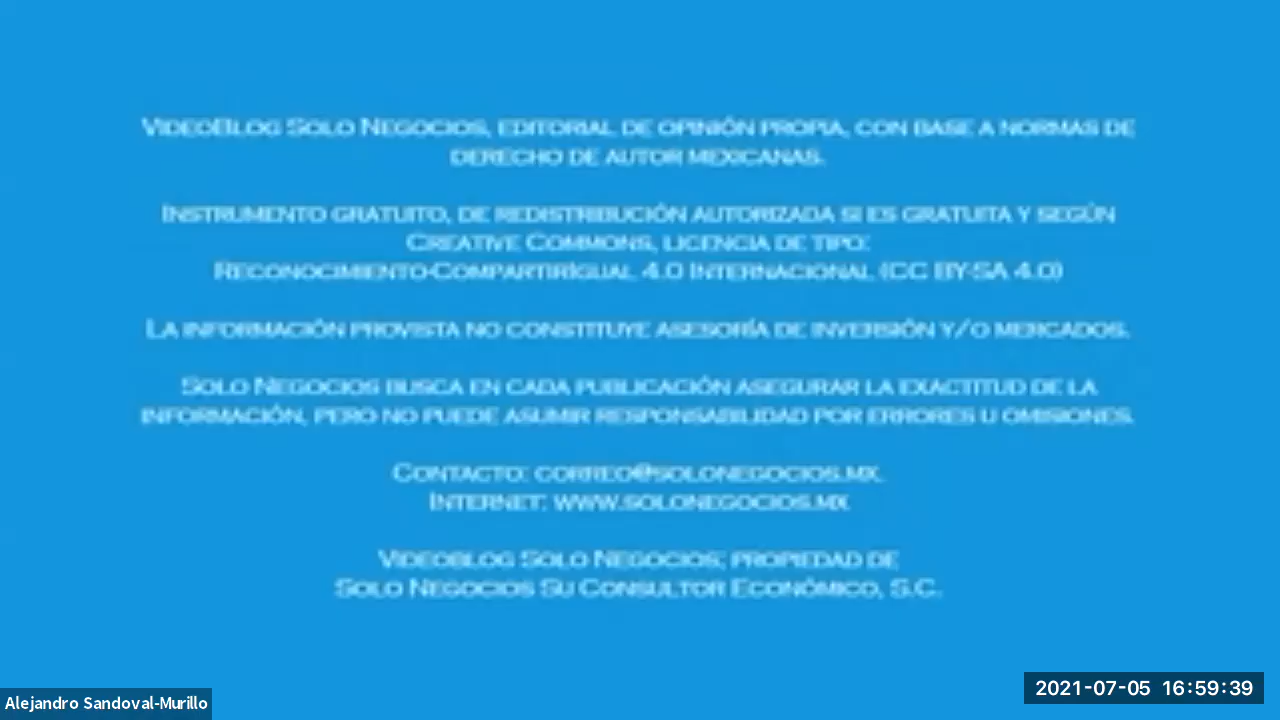 VideoBlog Solo Negocios, editorial de opinión propia, con base a normas de
derecho de autor mexicanas.
Instrumento gratuito, de redistribución autorizada si es gratuita y según
Creative Commons, licencia de tipo:
Reconocimiento-CompartirIgual 4.0 Internacional (CC BY-SA 4.0)
La información provista no constituye asesoría de inversión y/o mercados.
Solo Negocios busca en cada publicación asegurar la exactitud de la
información, pero no puede asumir responsabilidad por errores u omisiones.
Contacto: correo@solonegocios.mx.
Internet: www.solonegocios.mx
Videoblog Solo Negocios; propiedad de
Solo Negocios Su Consultor Económico, S.C.
Alejandro Sandoval-Murillo
2021-07-05 16:59:39